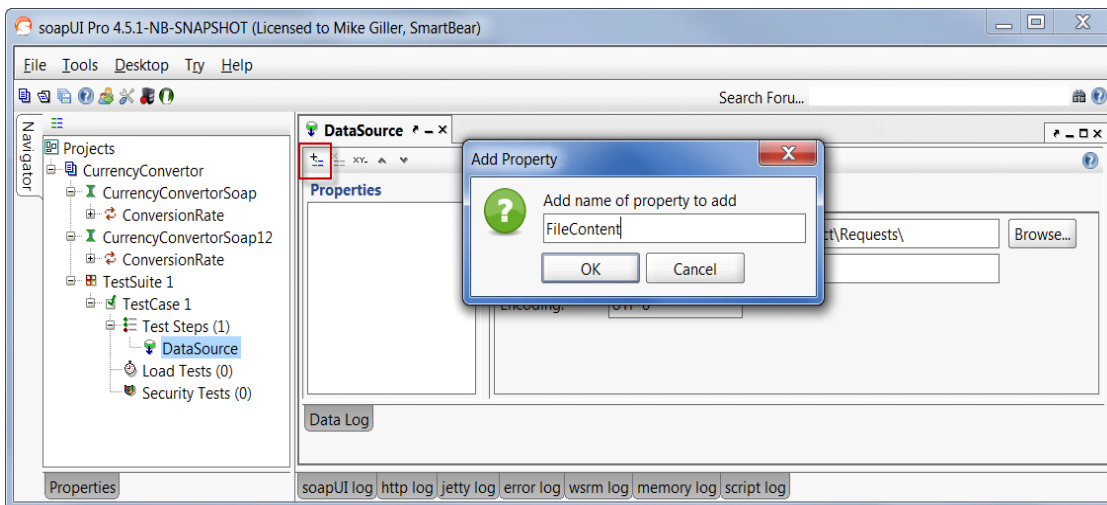 soapUI Pro 4.5.1-NB-SNAPSHOT (Licensed to Mike Giller, SmartBear)
File Tools Desktop Try Help
Search Foru...
Navigator
Projects
CurrencyConvertor
CurrencyConvertorSoap
ConversionRate
CurrencyConvertorSoap12
ConversionRate
TestSuite 1
TestCase 1
Test Steps (1)
DataSource
Load Tests (0)
Security Tests (0)
Properties
DataSource
XY-
Properties
Add Property
Add name of property to add
FileContent
OK Cancel
ct\Requests\ Browse...
Data Log
soapUI log http log jetty log error log wsrm log memory log script log